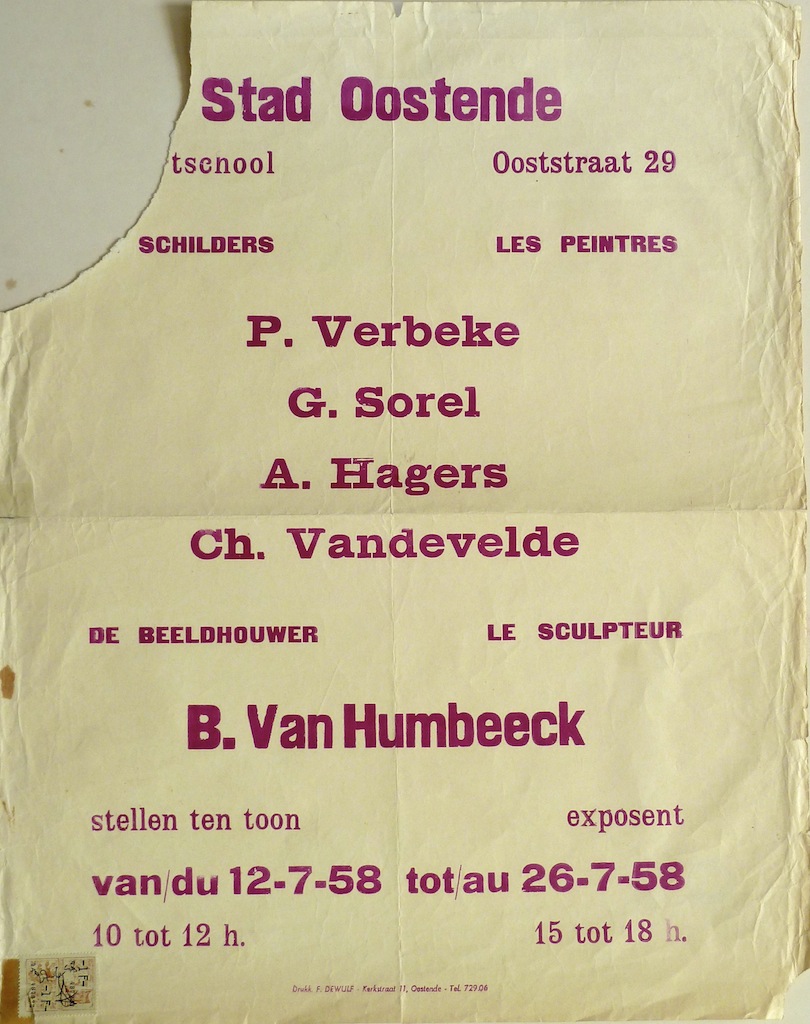 Stad Oostende
tschool Ooststraat 29
SCHILDERS LES PEINTRES
P. Verbeke
G. Sorel
A. Hagers
Ch. Vandevelde
DE BEELDHOUWER LE SCULPTEUR
B. Van Humbeeck
stellen ten toon exposent
van/du 12-7-58 tot/au 26-7-58
10 tot 12 h. 15 tot 18 h.
Drukk. F. DEWULF - Kerkstraat 11, Oostende - Tel. 729.06